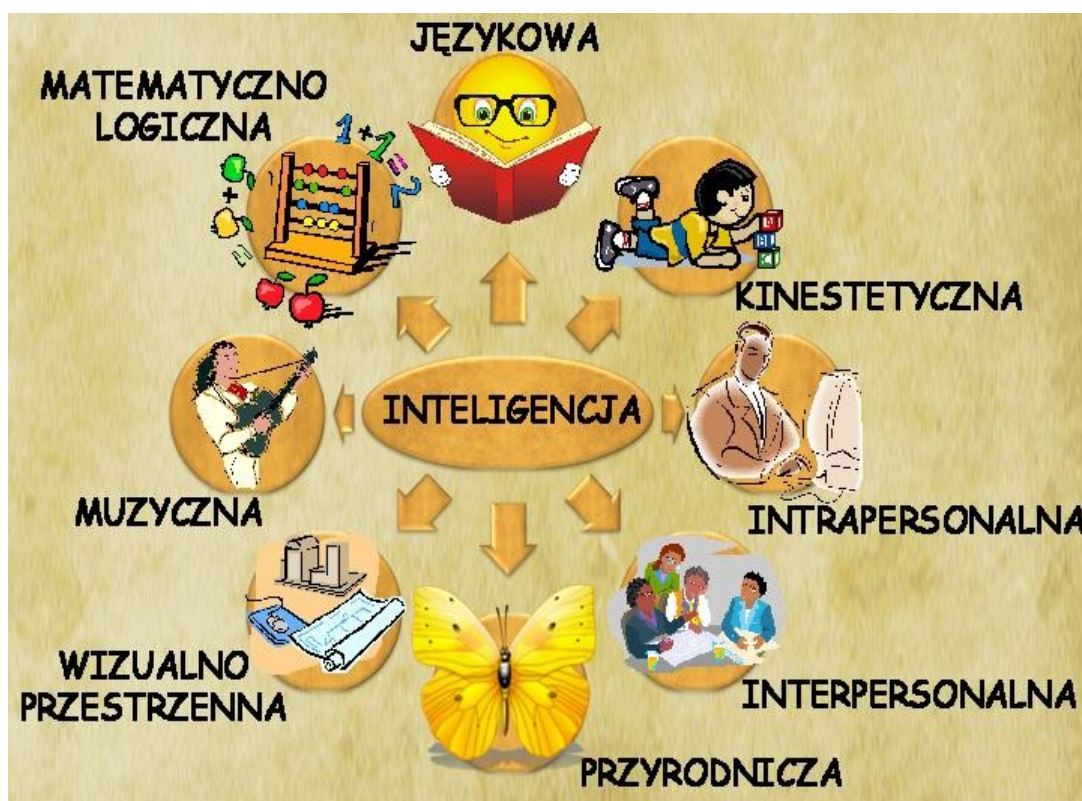 JĘZYKOWA
MATEMATYCZNO
LOGICZNA
1+1=2
+
=
KINESTETYCZNA
INTELIGENCJA
MUZYCZNA
INTRAPERSONALNA
WIZUALNO
PRZESTRZENNA
INTERPERSONALNA
PRZYRODNICZA